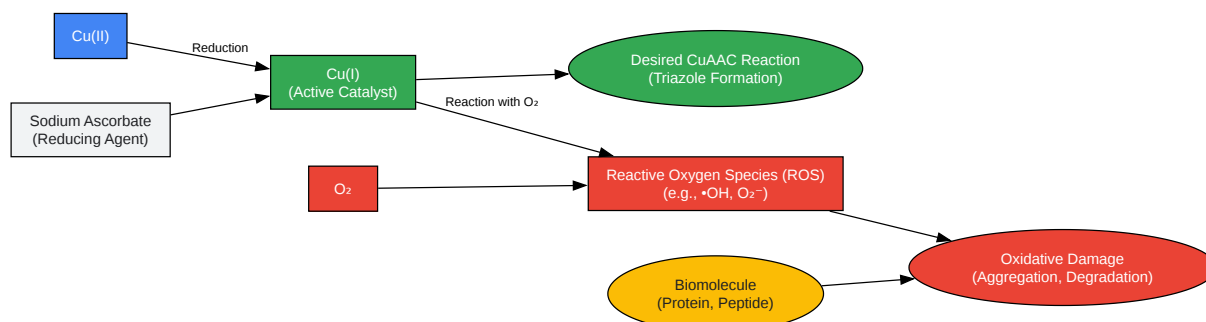 Cu(II)
Reduction
Desired CuAAC Reaction
(Triazole Formation)
Cu(I)
(Active Catalyst)
Reaction with O₂
Sodium Ascorbate
(Reducing Agent)
O₂
Reactive Oxygen Species (ROS)
(e.g., •OH, O₂⁻)
Oxidative Damage
(Aggregation, Degradation)
Biomolecule
(Protein, Peptide)